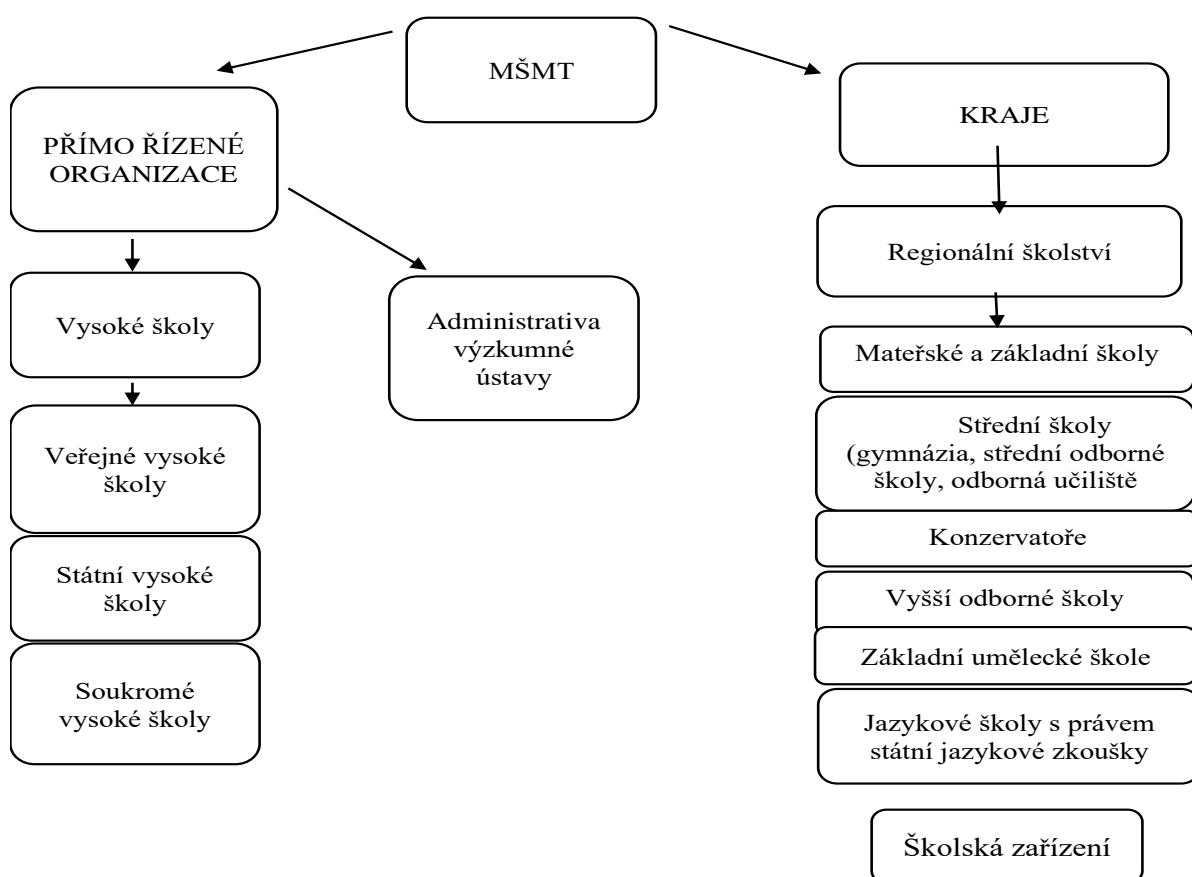 MŠMT
PŘÍMO ŘÍZENÉ
ORGANIZACE
KRAJE
Vysoké školy
Administrativa
výzkumné
ústavy
Regionální školství
Veřejné vysoké
školy
Státní vysoké
školy
Soukromé
vysoké školy
Mateřské a základní školy
Střední školy
(gymnázia, střední odborné
školy, odborná učiliště
Konzervatoře
Vyšší odborné školy
Základní umělecké škole
Jazykové školy s právem
státní jazykové zkoušky
Školská zařízení